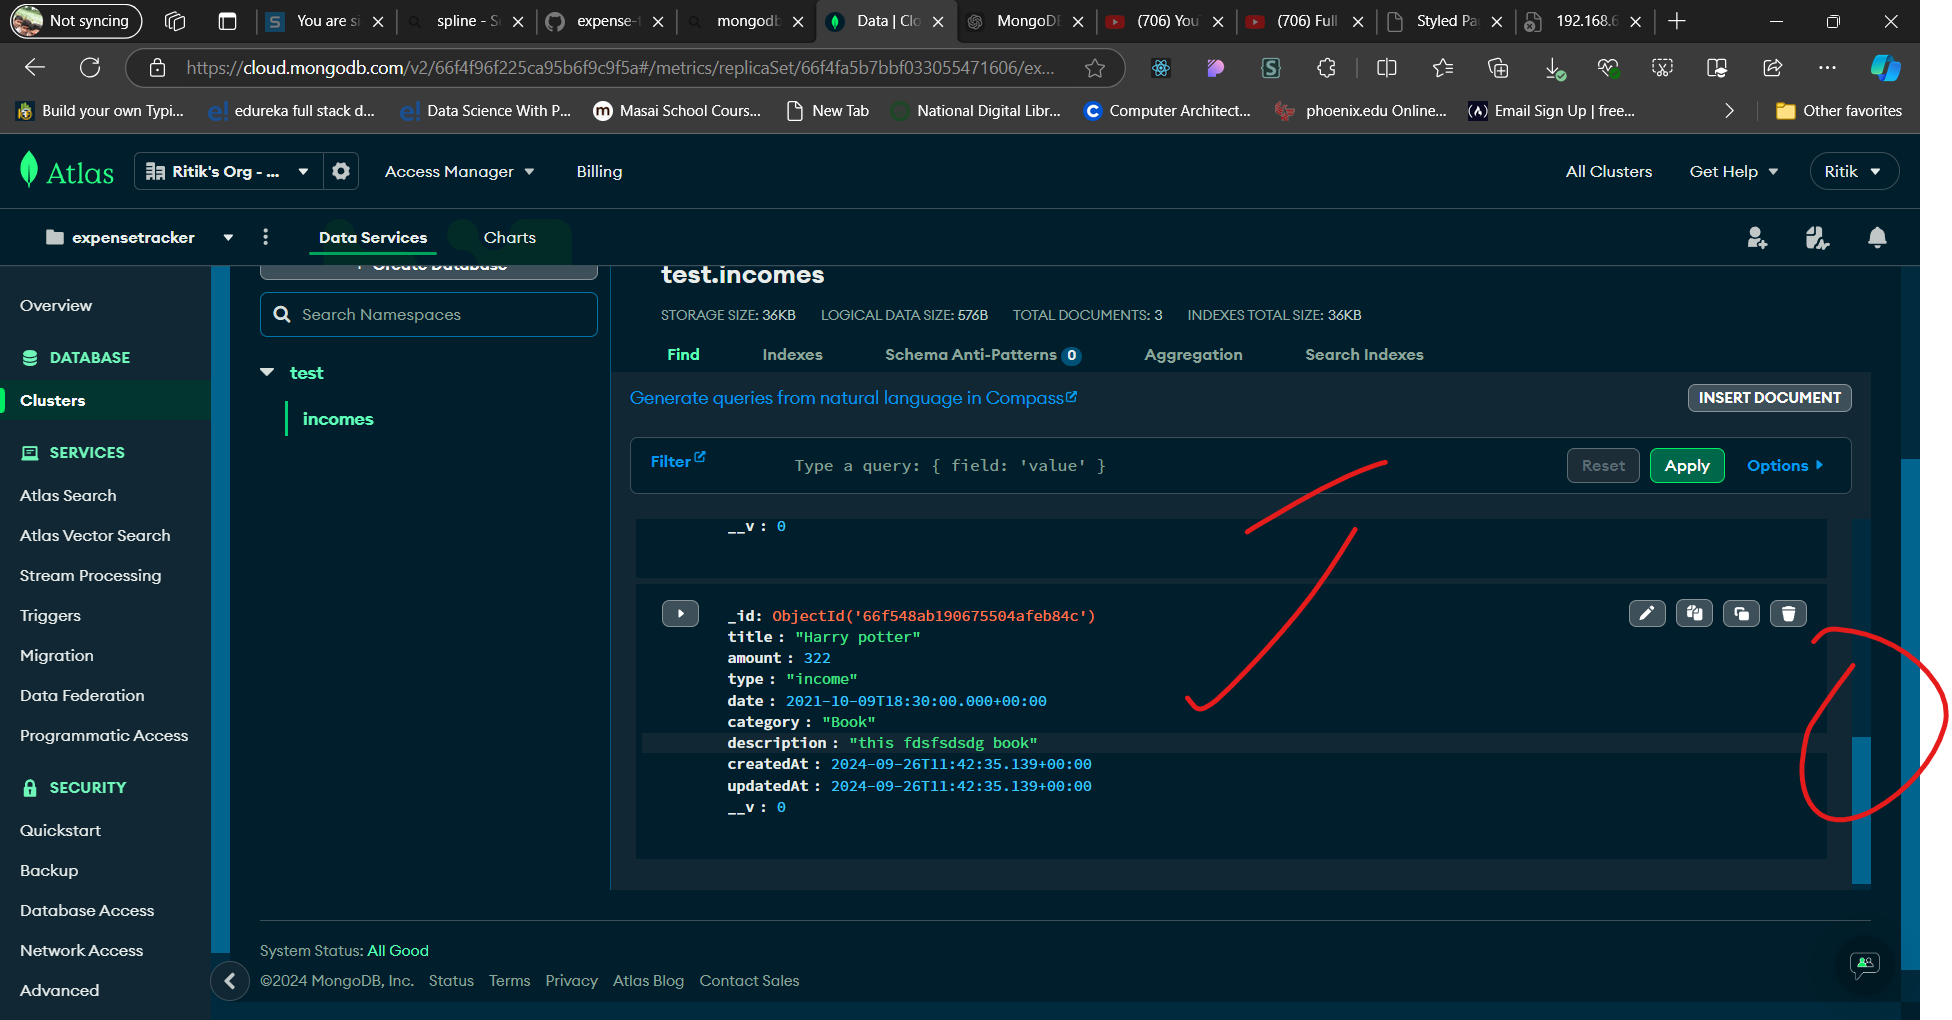 Not syncing
You are si
spline - S
expense-t
mongodb
Data | Clo
MongoDB
(706) You
(706) Full
Styled Pa
192.168.6
https://cloud.mongodb.com/v2/66f4f96f225ca95b6f9c9f5a#/metrics/replicaSet/66f4fa5b7bbf033055471606/ex...
Build your own Typi...
edureka full stack d...
Data Science With P...
Masai School Cours...
New Tab
National Digital Libr...
Computer Architect...
phoenix.edu Online...
Email Sign Up | free...
Other favorites
Atlas
Ritik's Org - ...
Access Manager
Billing
All Clusters
Get Help
Ritik
expensetracker
Data Services
Charts
Overview
DATABASE
Clusters
SERVICES
Atlas Search
Atlas Vector Search
Stream Processing
Triggers
Migration
Data Federation
Programmatic Access
SECURITY
Quickstart
Backup
Database Access
Network Access
Advanced
+ Create Database
Search Namespaces
test
incomes
test.incomes
STORAGE SIZE: 36KB LOGICAL DATA SIZE: 576B TOTAL DOCUMENTS: 3 INDEXES TOTAL SIZE: 36KB
Find Indexes Schema Anti-Patterns 0 Aggregation Search Indexes
Generate queries from natural language in Compass
INSERT DOCUMENT
Filter
Type a query: { field: 'value' }
Reset
Apply
Options
__v : 0
_id: ObjectId('66f548ab190675504afeb84c')
title : "Harry potter"
amount : 322
type : "income"
date : 2021-10-09T18:30:00.000+00:00
category : "Book"
description : "this fdsfsdsdg book"
createdAt : 2024-09-26T11:42:35.139+00:00
updatedAt : 2024-09-26T11:42:35.139+00:00
__v : 0
System Status: All Good
©2024 MongoDB, Inc. Status Terms Privacy Atlas Blog Contact Sales